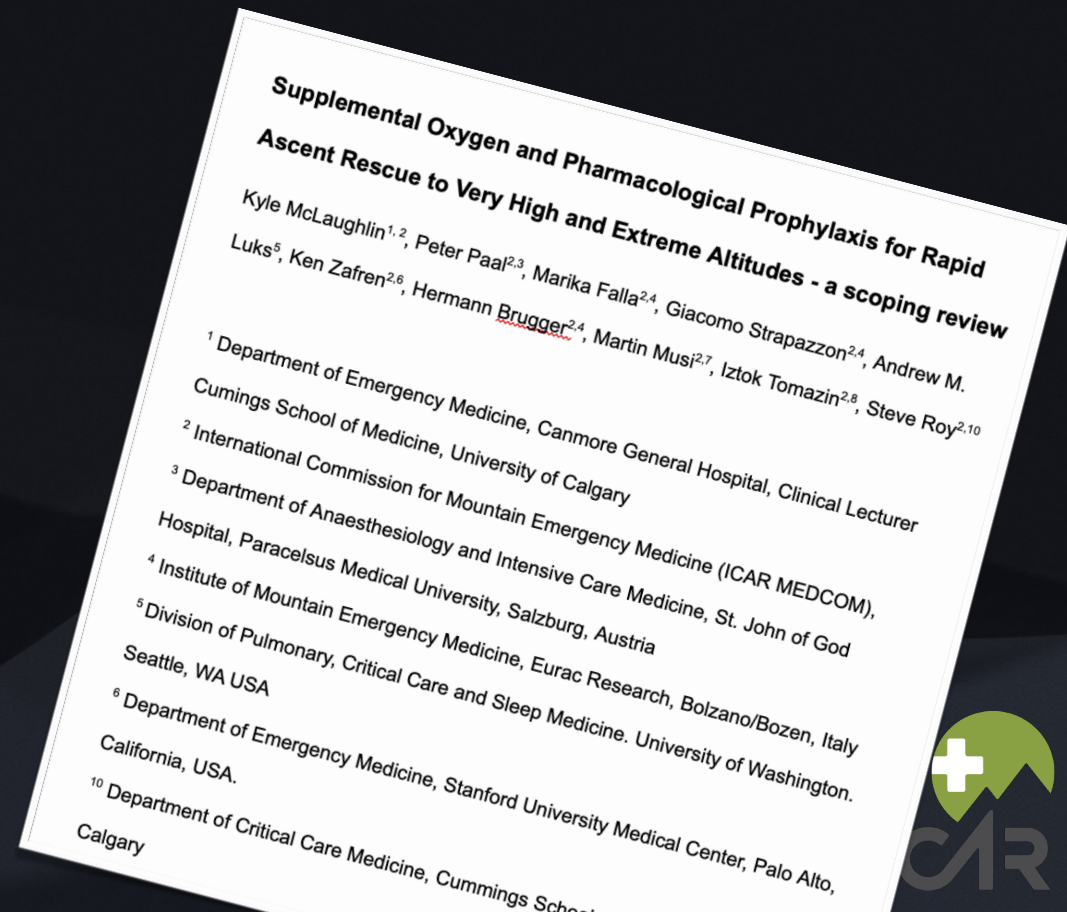 Supplemental Oxygen and Pharmacological Prophylaxis for Rapid
Ascent Rescue to Very High and Extreme Altitudes - a scoping review
Kyle McLaughlin1, 2, Peter Paal2,3, Marika Falla2,4, Giacomo Strapazzon2,4, Andrew M.
Luks5, Ken Zafren2,6, Hermann Brugger2,4, Martin Musi2,7, Iztok Tomazin2,8, Steve Roy2,10
1 Department of Emergency Medicine, Canmore General Hospital, Clinical Lecturer
Cumings School of Medicine, University of Calgary
2 International Commission for Mountain Emergency Medicine (ICAR MEDCOM),
3 Department of Anaesthesiology and Intensive Care Medicine, St. John of God
Hospital, Paracelsus Medical University, Salzburg, Austria
4 Institute of Mountain Emergency Medicine, Eurac Research, Bolzano/Bozen, Italy
5 Division of Pulmonary, Critical Care and Sleep Medicine. University of Washington.
Seattle, WA USA
6 Department of Emergency Medicine, Stanford University Medical Center, Palo Alto,
California, USA.
10 Department of Critical Care Medicine, Cummings
Calgary
CAR